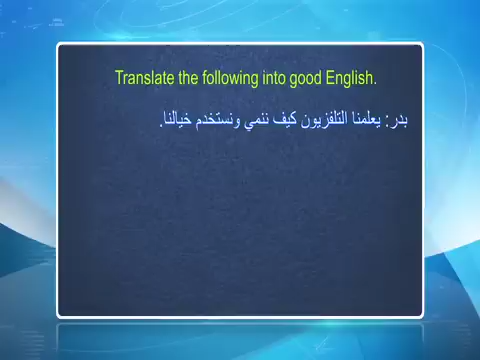 Translate the following into good English.
بدر: يعلمنا التلفزيون كيف ننمي ونستخدم خيالنا.